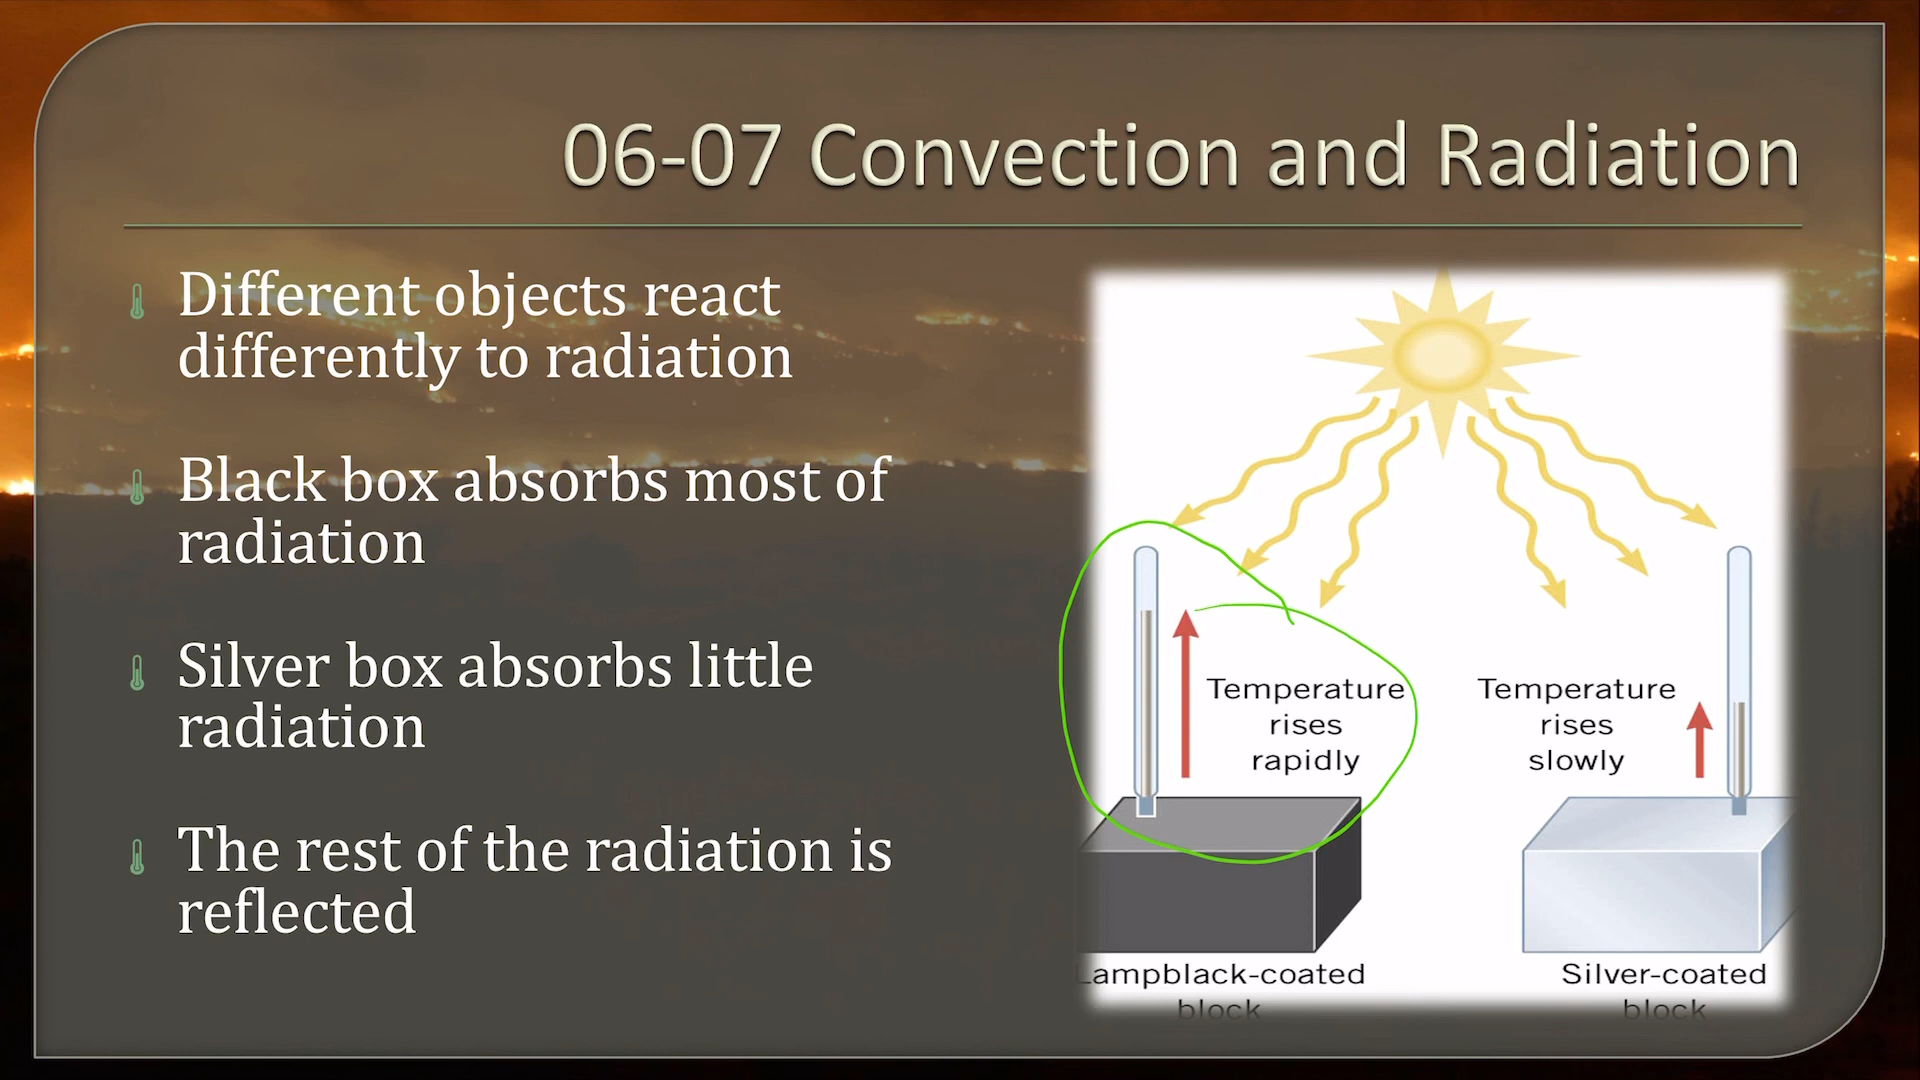 06-07 Convection and Radiation
Different objects react
differently to radiation
Black box absorbs most of
radiation
Silver box absorbs little
radiation
The rest of the radiation is
reflected
Temperature
rises
rapidly
Temperature
rises
slowly
Lampblack-coated
block
Silver-coated
block